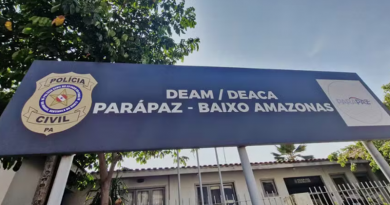 POLÍCIA
CIVIL
PA
DEAM / DEACA
PARÁPAZ - BAIXO AMAZONAS